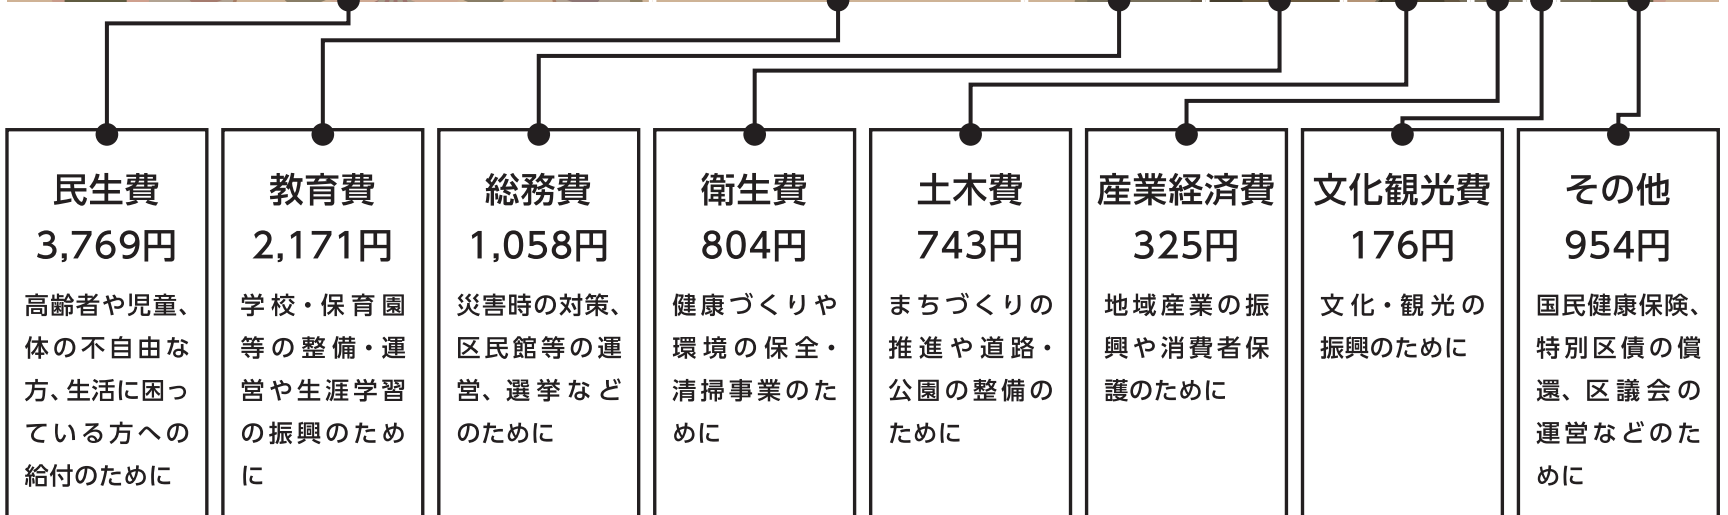 民生費
3,769円
高齢者や児童、
体の不自由な
方、生活に困っ
ている方への
給付のために
教育費
2,171円
学校・保育園
等の整備・運
営や生涯学習
の振興のため
に
総務費
1,058円
災害時の対策、
区民館等の運
営、選挙など
のために
衛生費
804円
健康づくりや
環境の保全・
清掃事業のた
めに
土木費
743円
まちづくりの
推進や道路・
公園の整備の
ために
産業経済費
325円
地域産業の振
興や消費者保
護のために
文化観光費
176円
文化・観光の
振興のために
その他
954円
国民健康保険、
特別区債の償
還、区議会の
運営などのた
めに